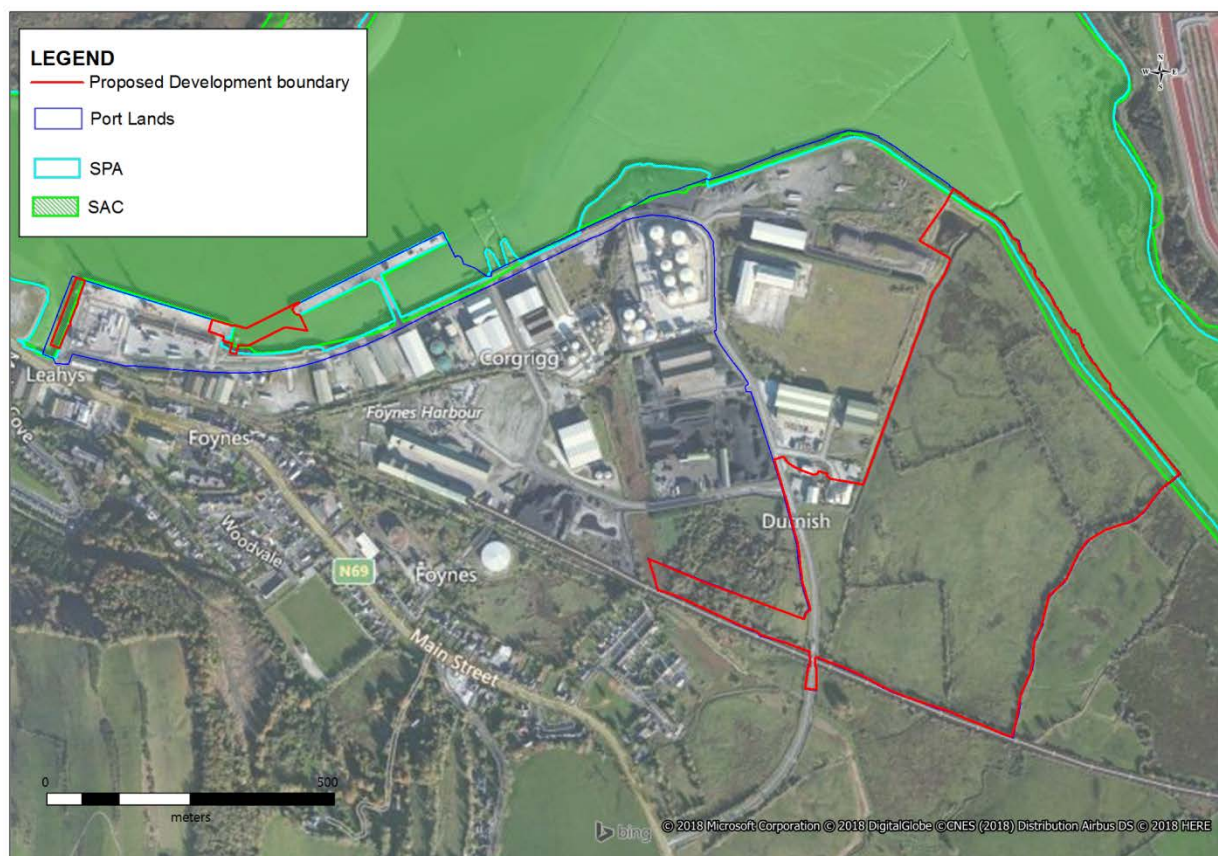 LEGEND
Proposed Development boundary
Port Lands
SPA
SAC
N
W E
S
Leahys
Foynes
Corgrigg
Foynes Harbour
Woodvale
N69
Foynes
Main Street
Durnish
0 500
meters
bing
© 2018 Microsoft Corporation © 2018 DigitalGlobe ©CNES (2018) Distribution Airbus DS © 2018 HERE